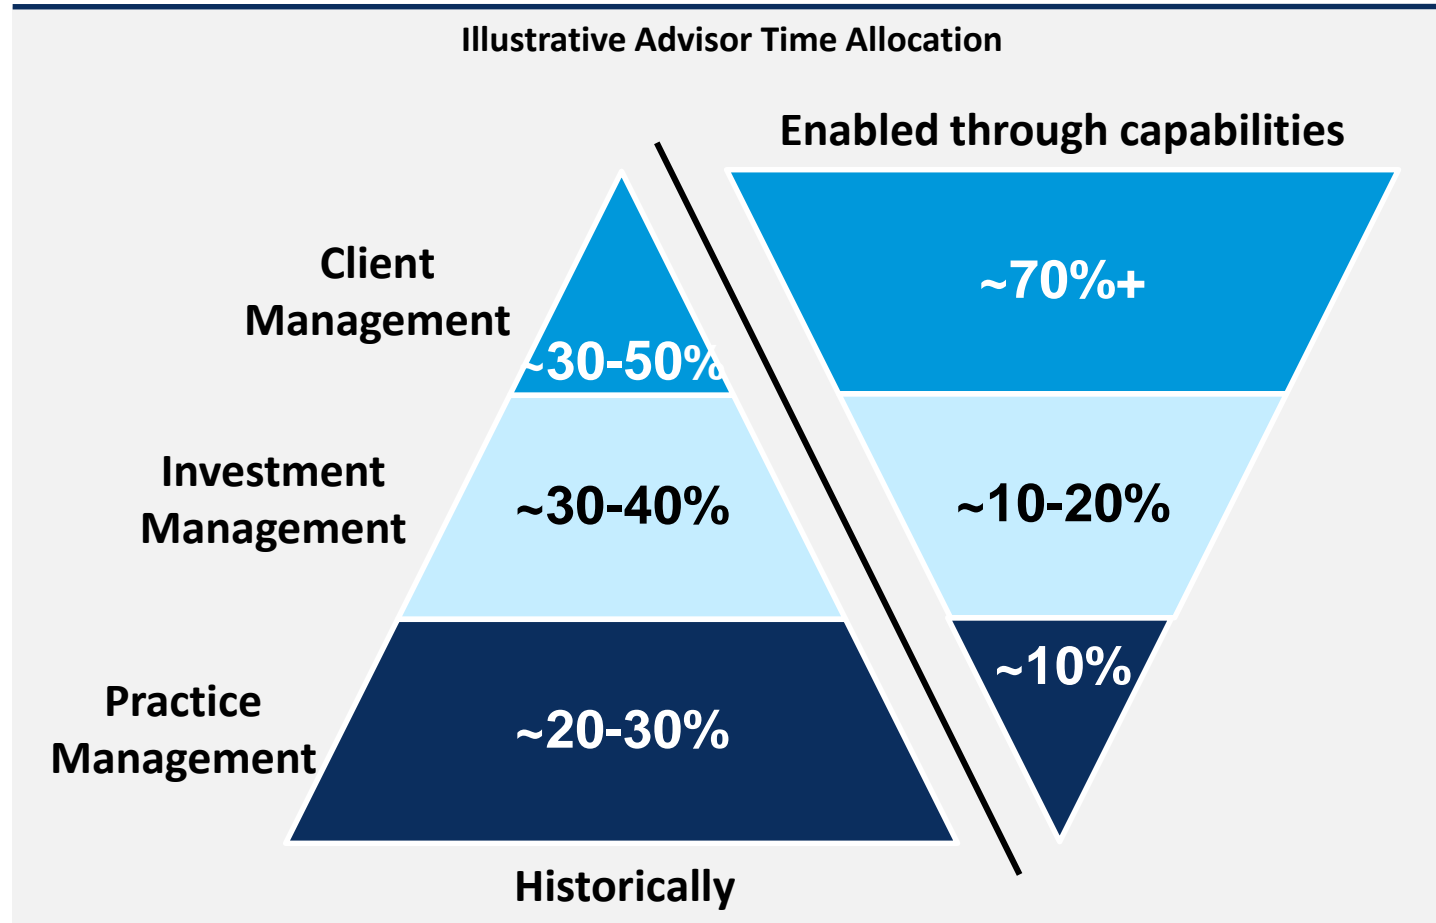 Illustrative Advisor Time Allocation
Enabled through capabilities
Client
Management
~30-50%
~70%+
Investment
Management
~30-40%
~10-20%
Practice
Management
~20-30%
~10%
Historically